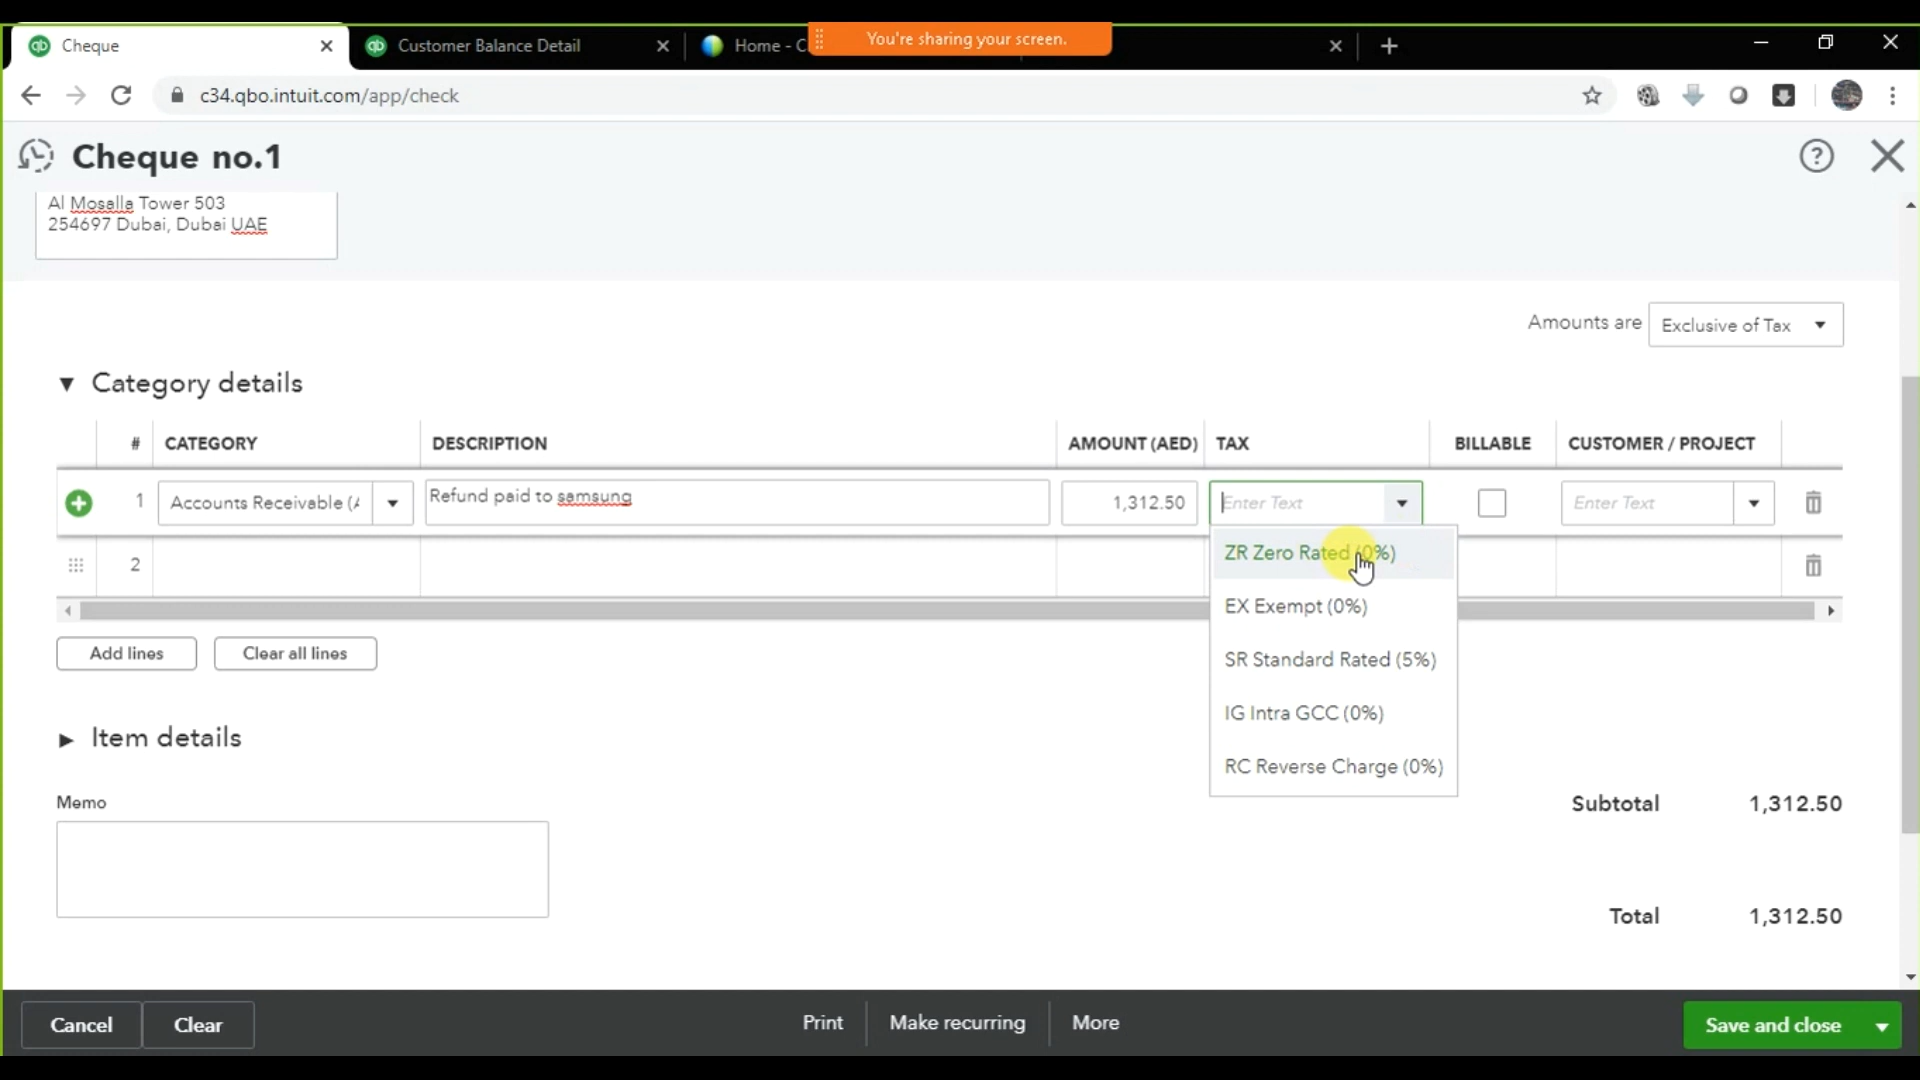 Cheque
Customer Balance Detail
Home - C
You're sharing your screen.
c34.qbo.intuit.com/app/check
Cheque no.1
Al Mosalla Tower 503
254697 Dubai, Dubai UAE
Amounts are
Exclusive of Tax
Category details
# CATEGORY DESCRIPTION AMOUNT (AED) TAX BILLABLE CUSTOMER / PROJECT
1 Accounts Receivable (A Refund paid to samsung 1,312.50 Enter Text Enter Text
ZR Zero Rated (0%)
2
EX Exempt (0%)
Add lines
Clear all lines
SR Standard Rated (5%)
IG Intra GCC (0%)
Item details
RC Reverse Charge (0%)
Memo
Subtotal 1,312.50
Total 1,312.50
Cancel
Clear
Print
Make recurring
More
Save and close